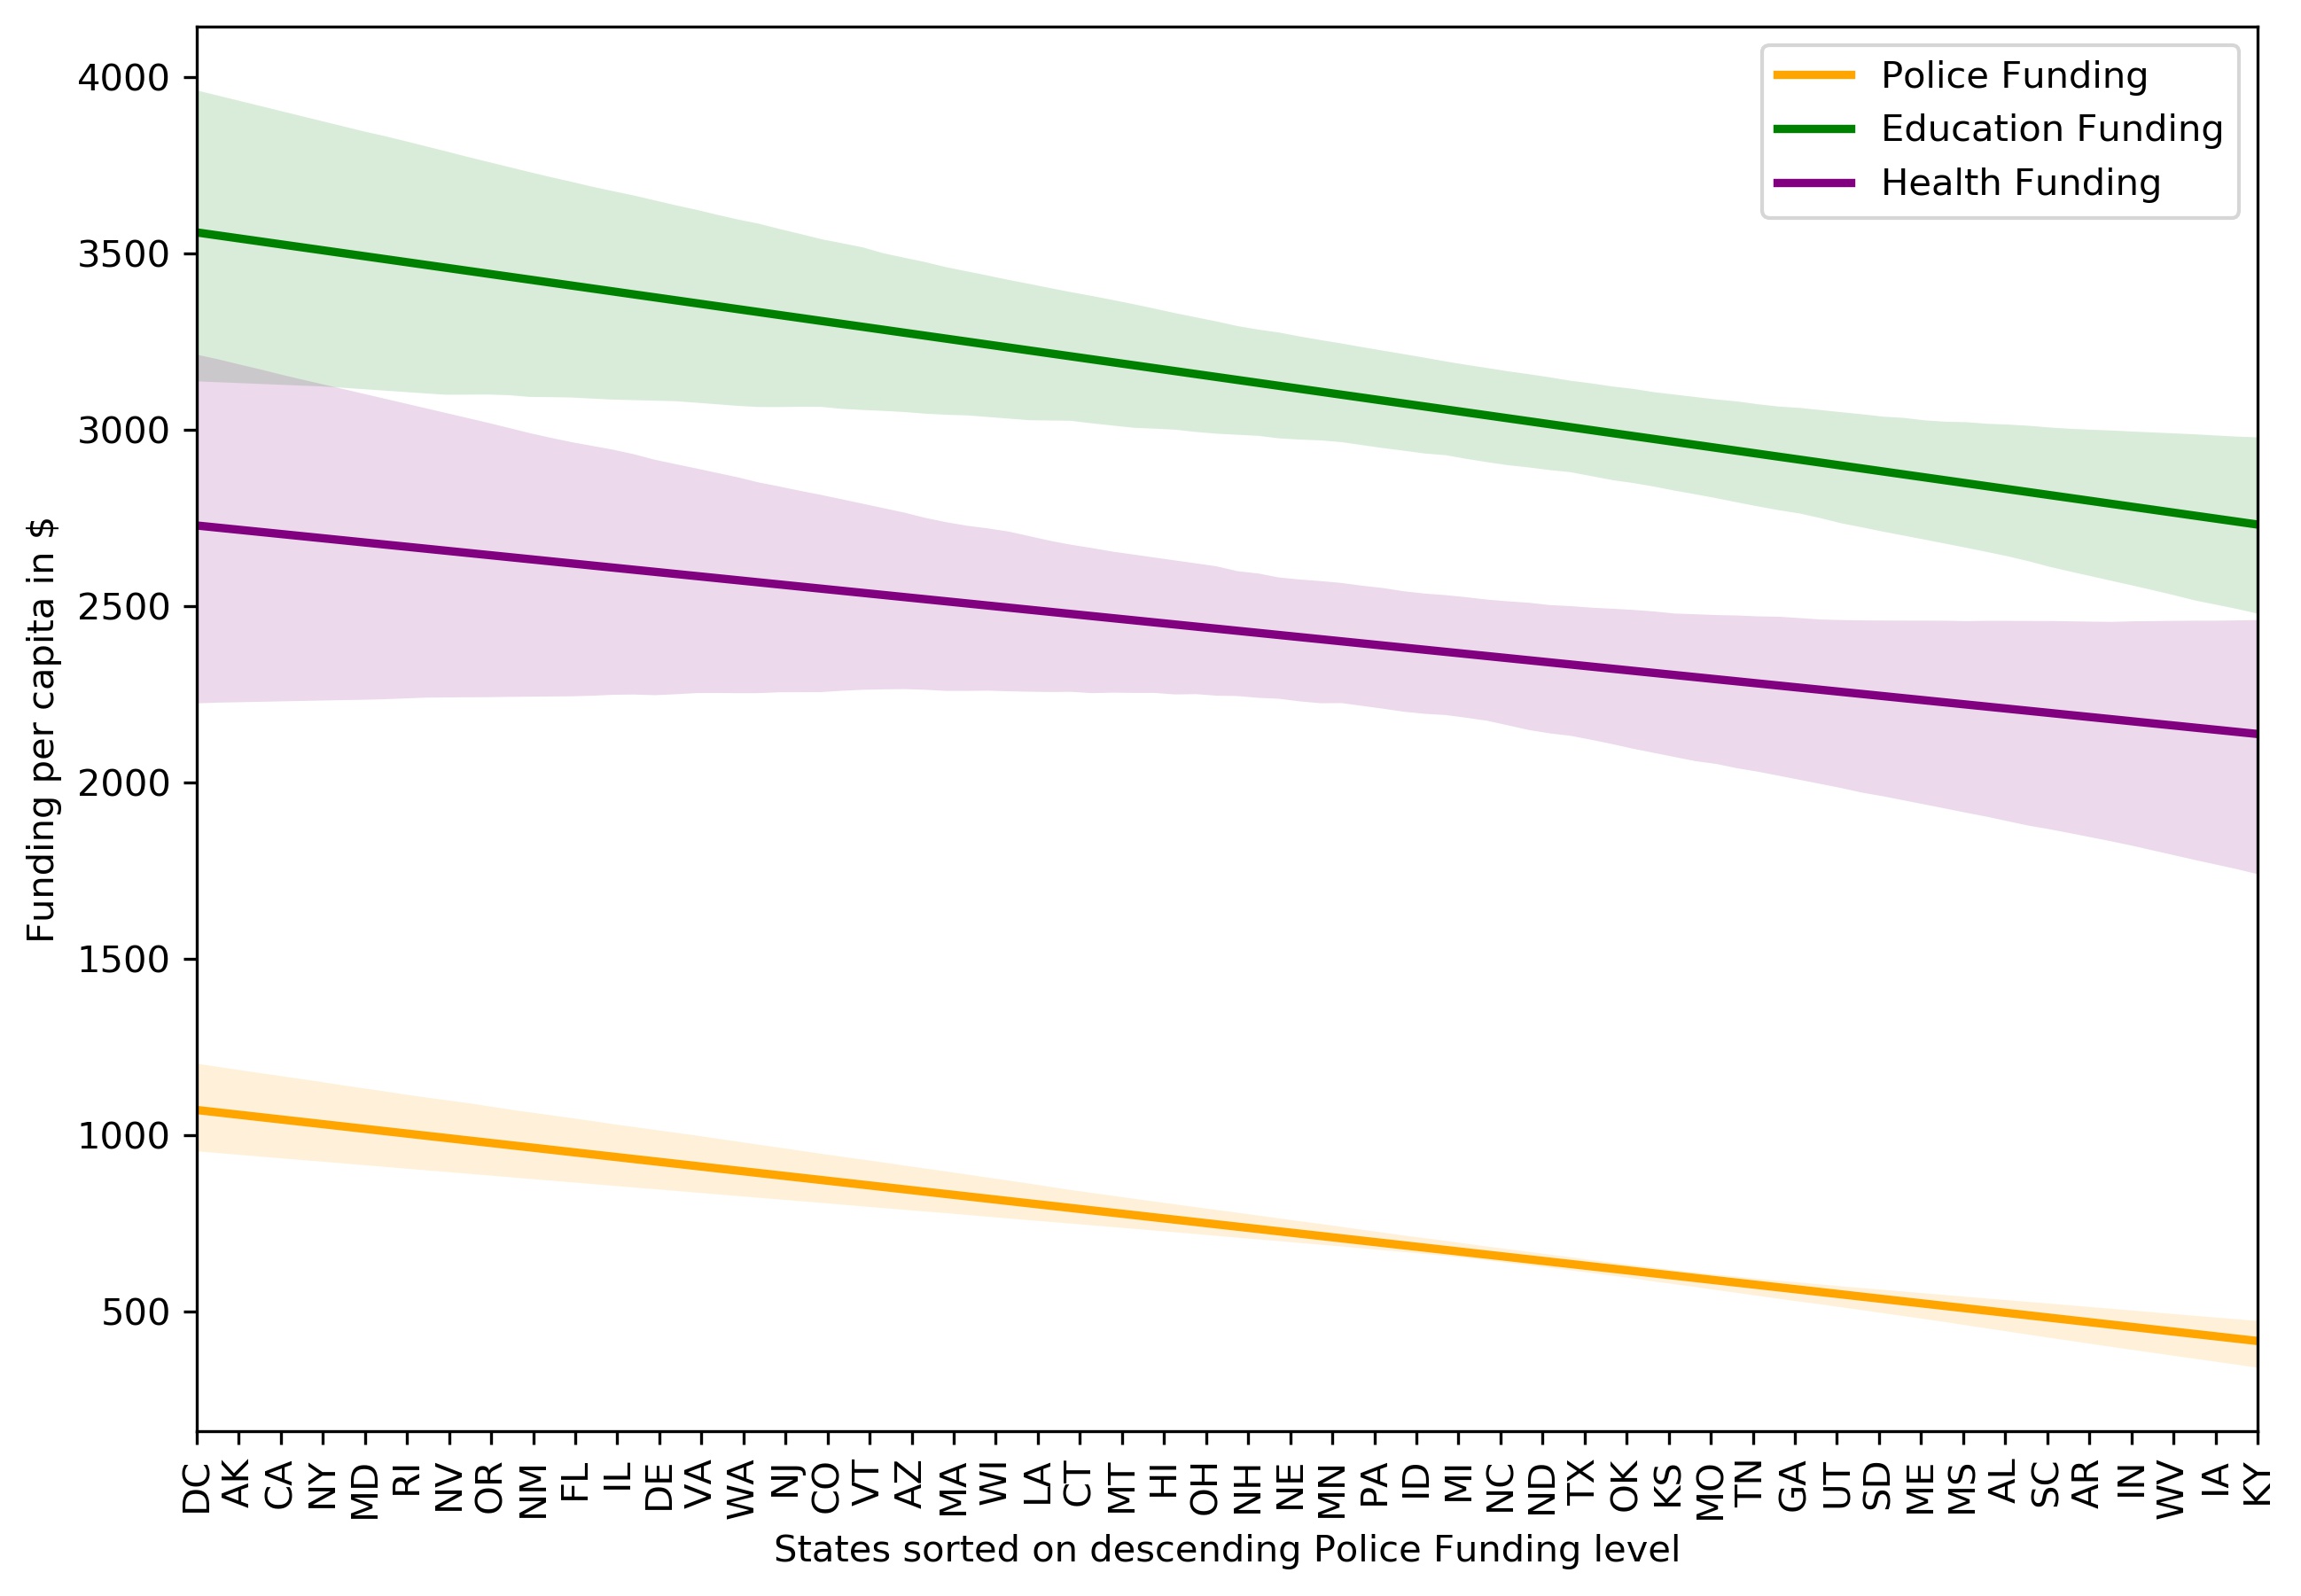 Police Funding
Education Funding
Health Funding
Funding per capita in $
4000
3500
3000
2500
2000
1500
1000
500
DC AK CA NY MD RI NV OR NM FL IL DE VA WA NJ CO VT AZ MA WI LA CT MT HI OH NH NE MN PA ID MI NC ND TX OK KS MO TN GA UT SD ME MS AL SC AR IN WV IA KY
States sorted on descending Police Funding level